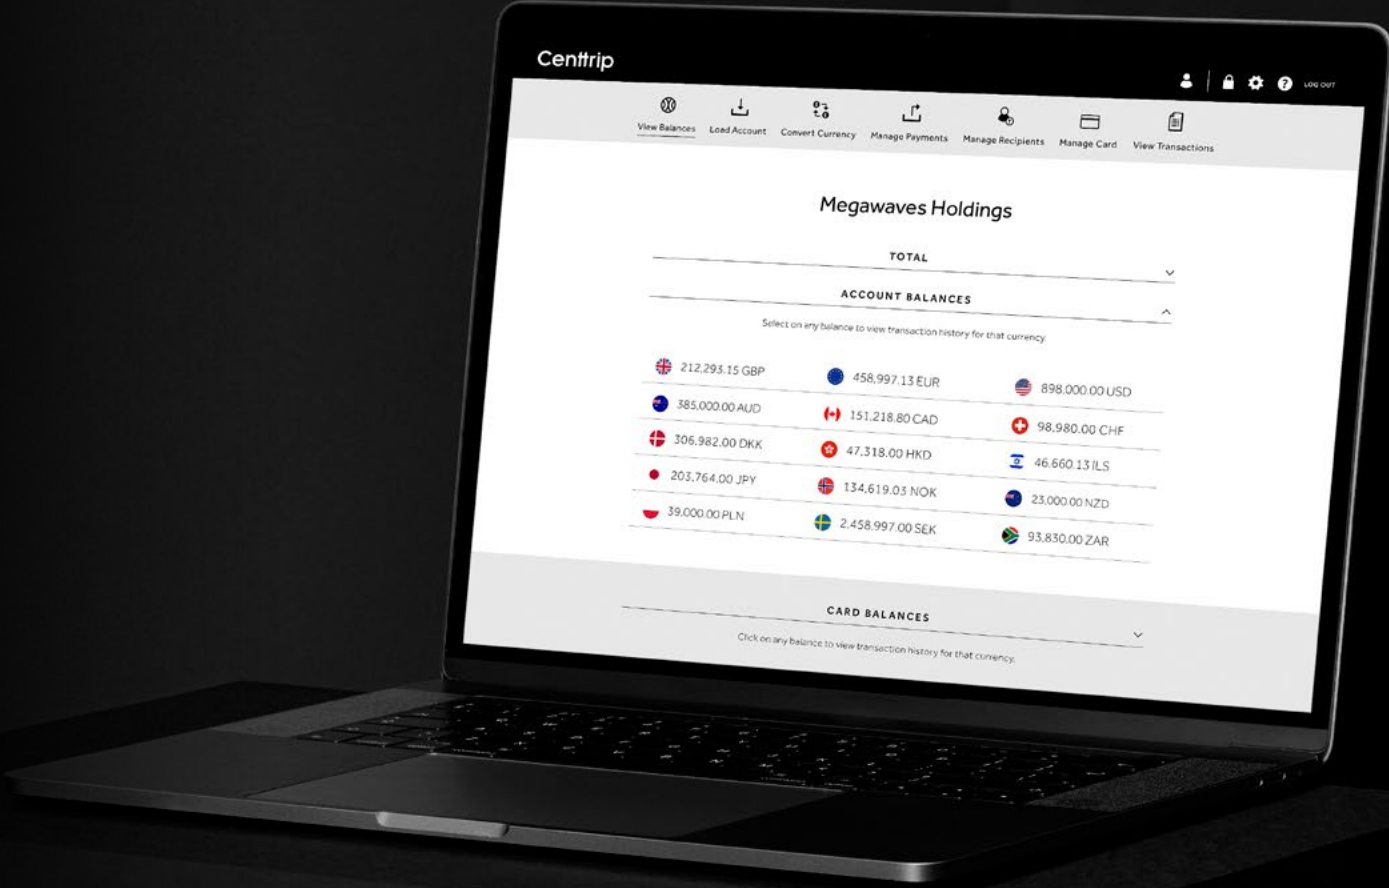 Centtrip
LOG OUT
View Balances
Load Account
Convert Currency
Manage Payments
Manage Recipients
Manage Card
View Transactions
Megawaves Holdings
TOTAL
ACCOUNT BALANCES
Select on any balance to view transaction history for that currency.
212,293.15 GBP
458,997.13 EUR
898,000.00 USD
385,000.00 AUD
151,218.80 CAD
98,980.00 CHF
306,982.00 DKK
47,318.00 HKD
46,660.13 ILS
203,764.00 JPY
134,619.03 NOK
23,000.00 NZD
39,000.00 PLN
2,458,997.00 SEK
93,830.00 ZAR
CARD BALANCES
Click on any balance to view transaction history for that currency.